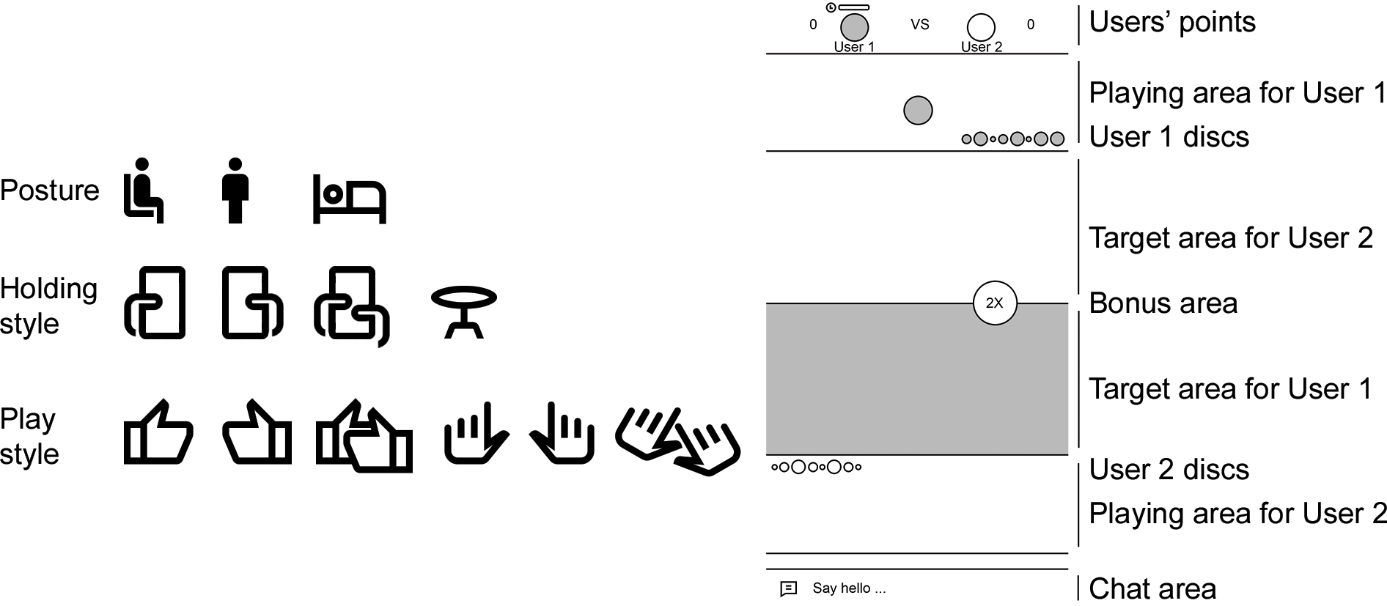 Posture
Holding
style
Play
style
0
VS
0
User 1
User 2
2X
Say hello ...
Users’ points
Playing area for User 1
User 1 discs
Target area for User 2
Bonus area
Target area for User 1
User 2 discs
Playing area for User 2
Chat area